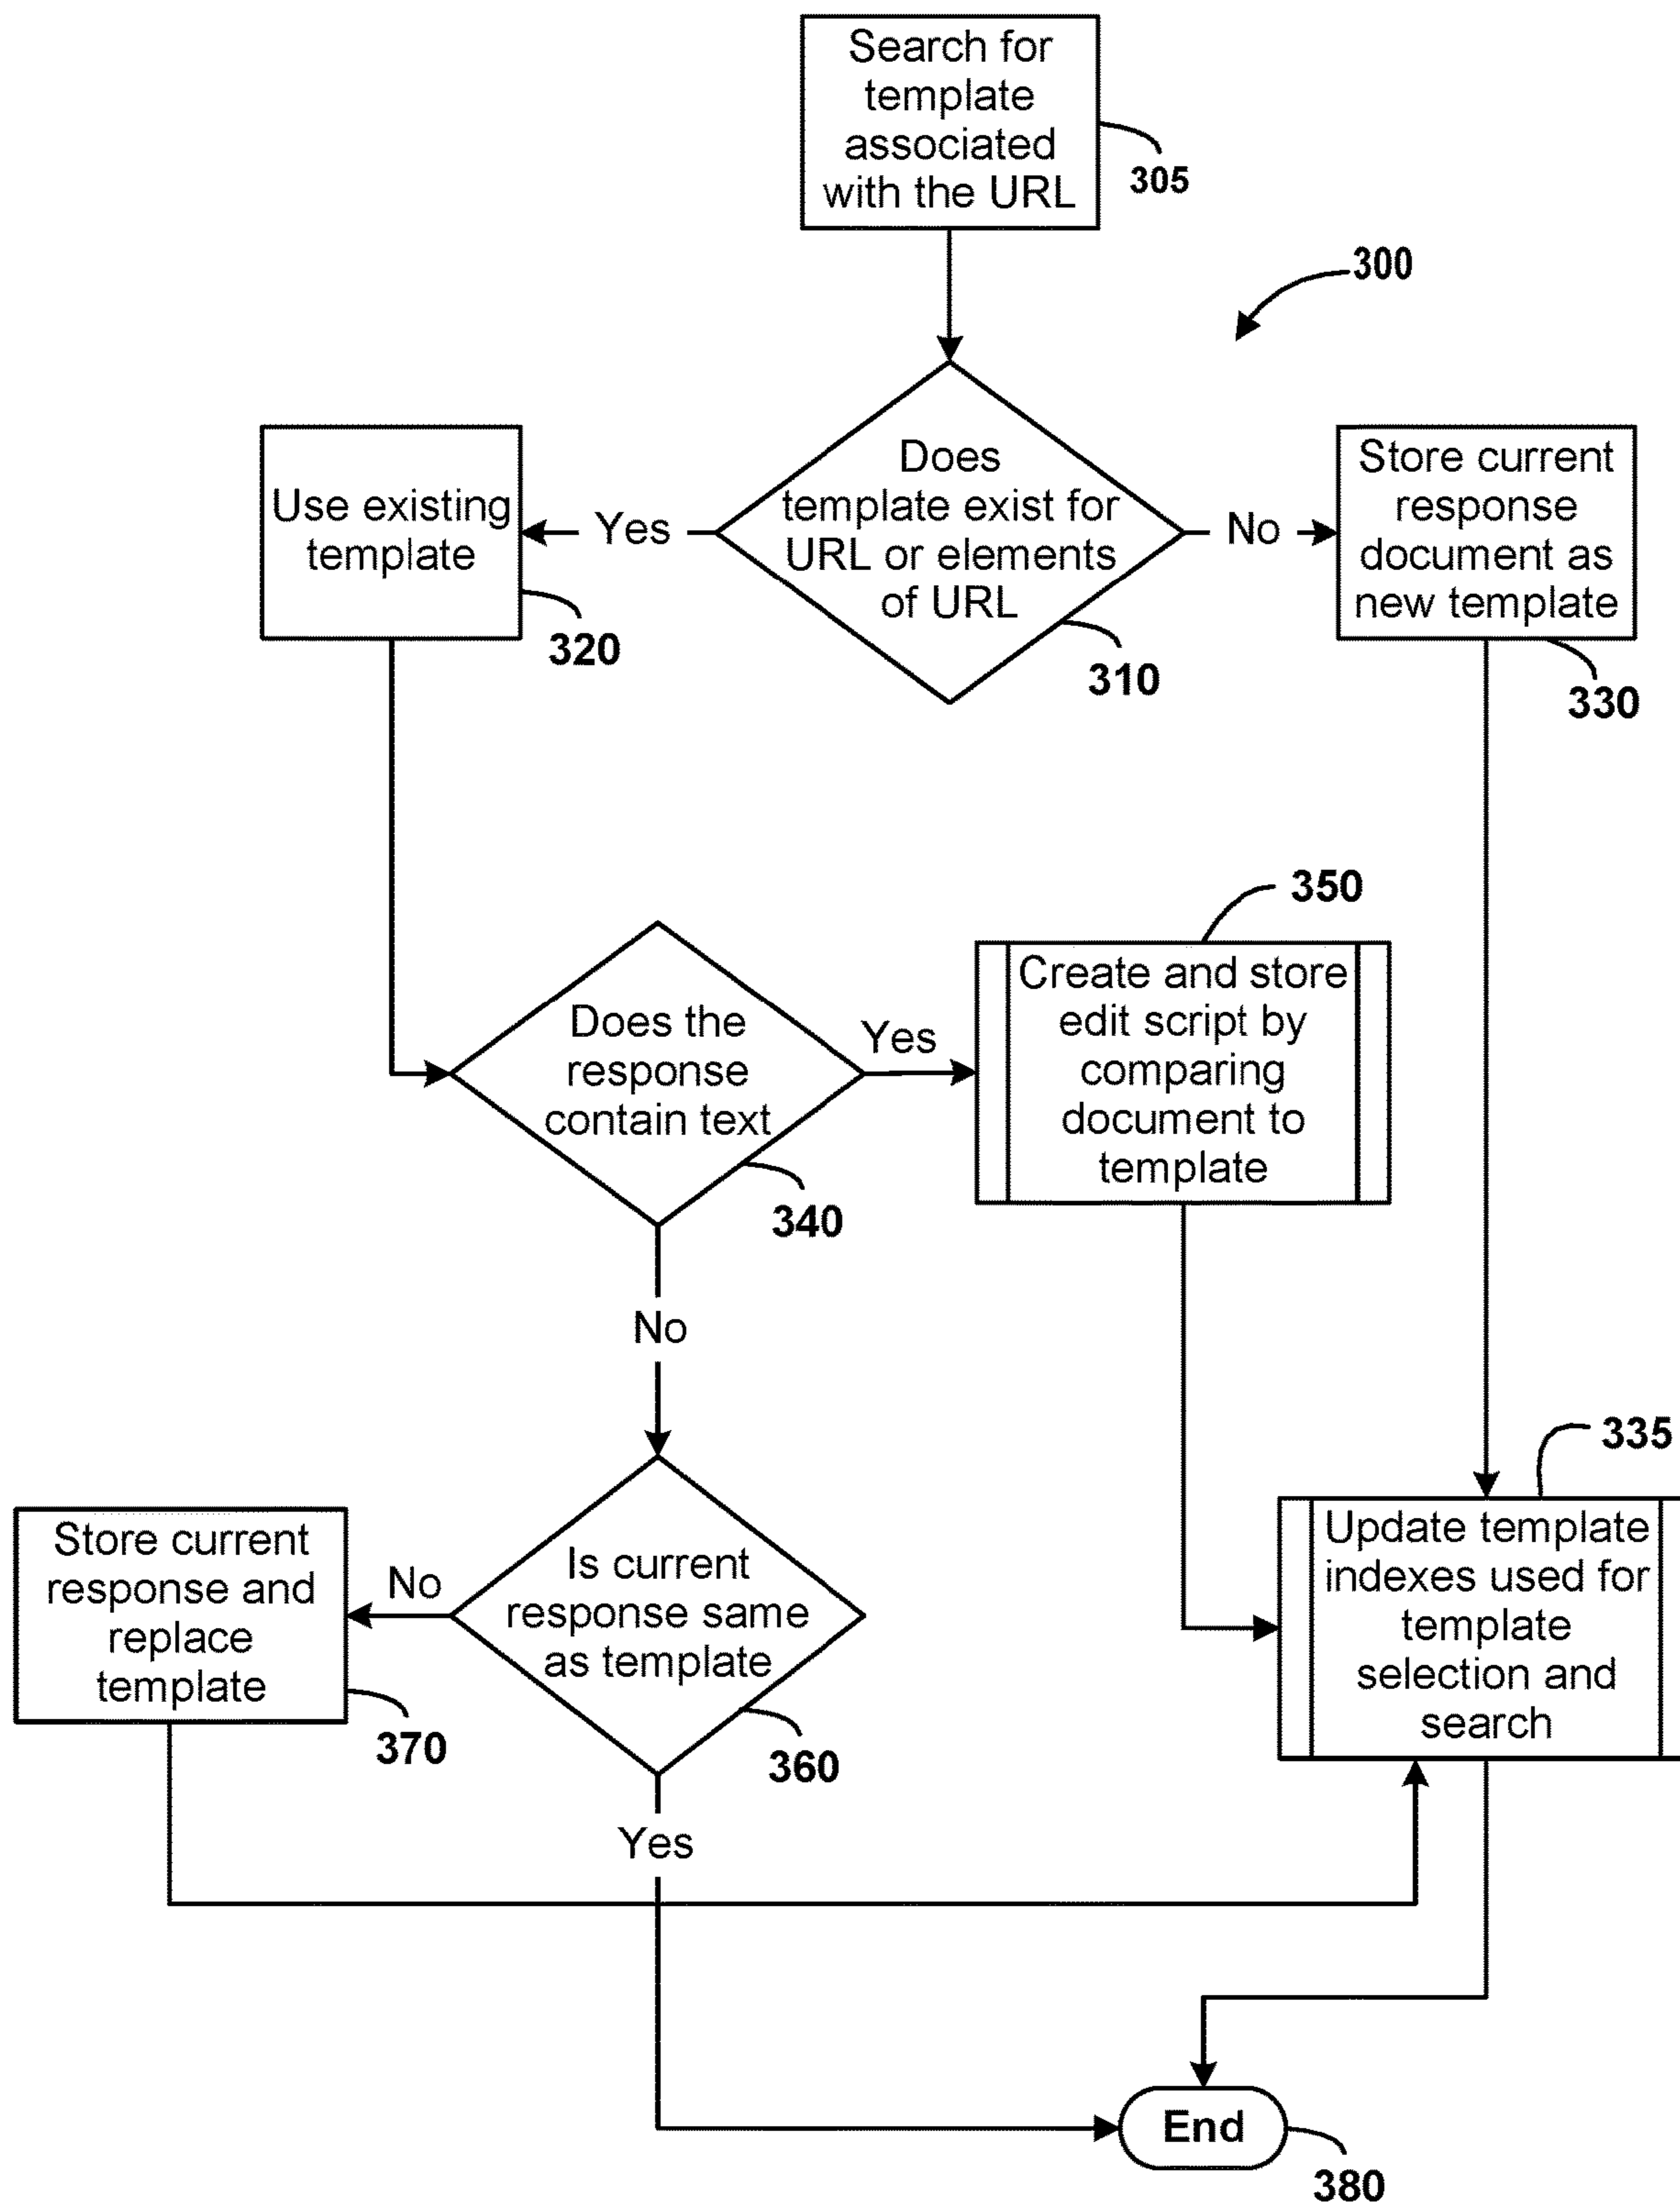 Search for
template
associated
with the URL
305
300
Does
template exist for
URL or elements
of URL
310
Yes
No
Use existing
template
320
Store current
response
document as
new template
330
350
Create and store
edit script by
comparing
document to
template
Does the
response
contain text
340
Yes
No
335
Update template
indexes used for
template
selection and
search
Is current
response same
as template
360
No
Store current
response and
replace
template
370
Yes
End
380